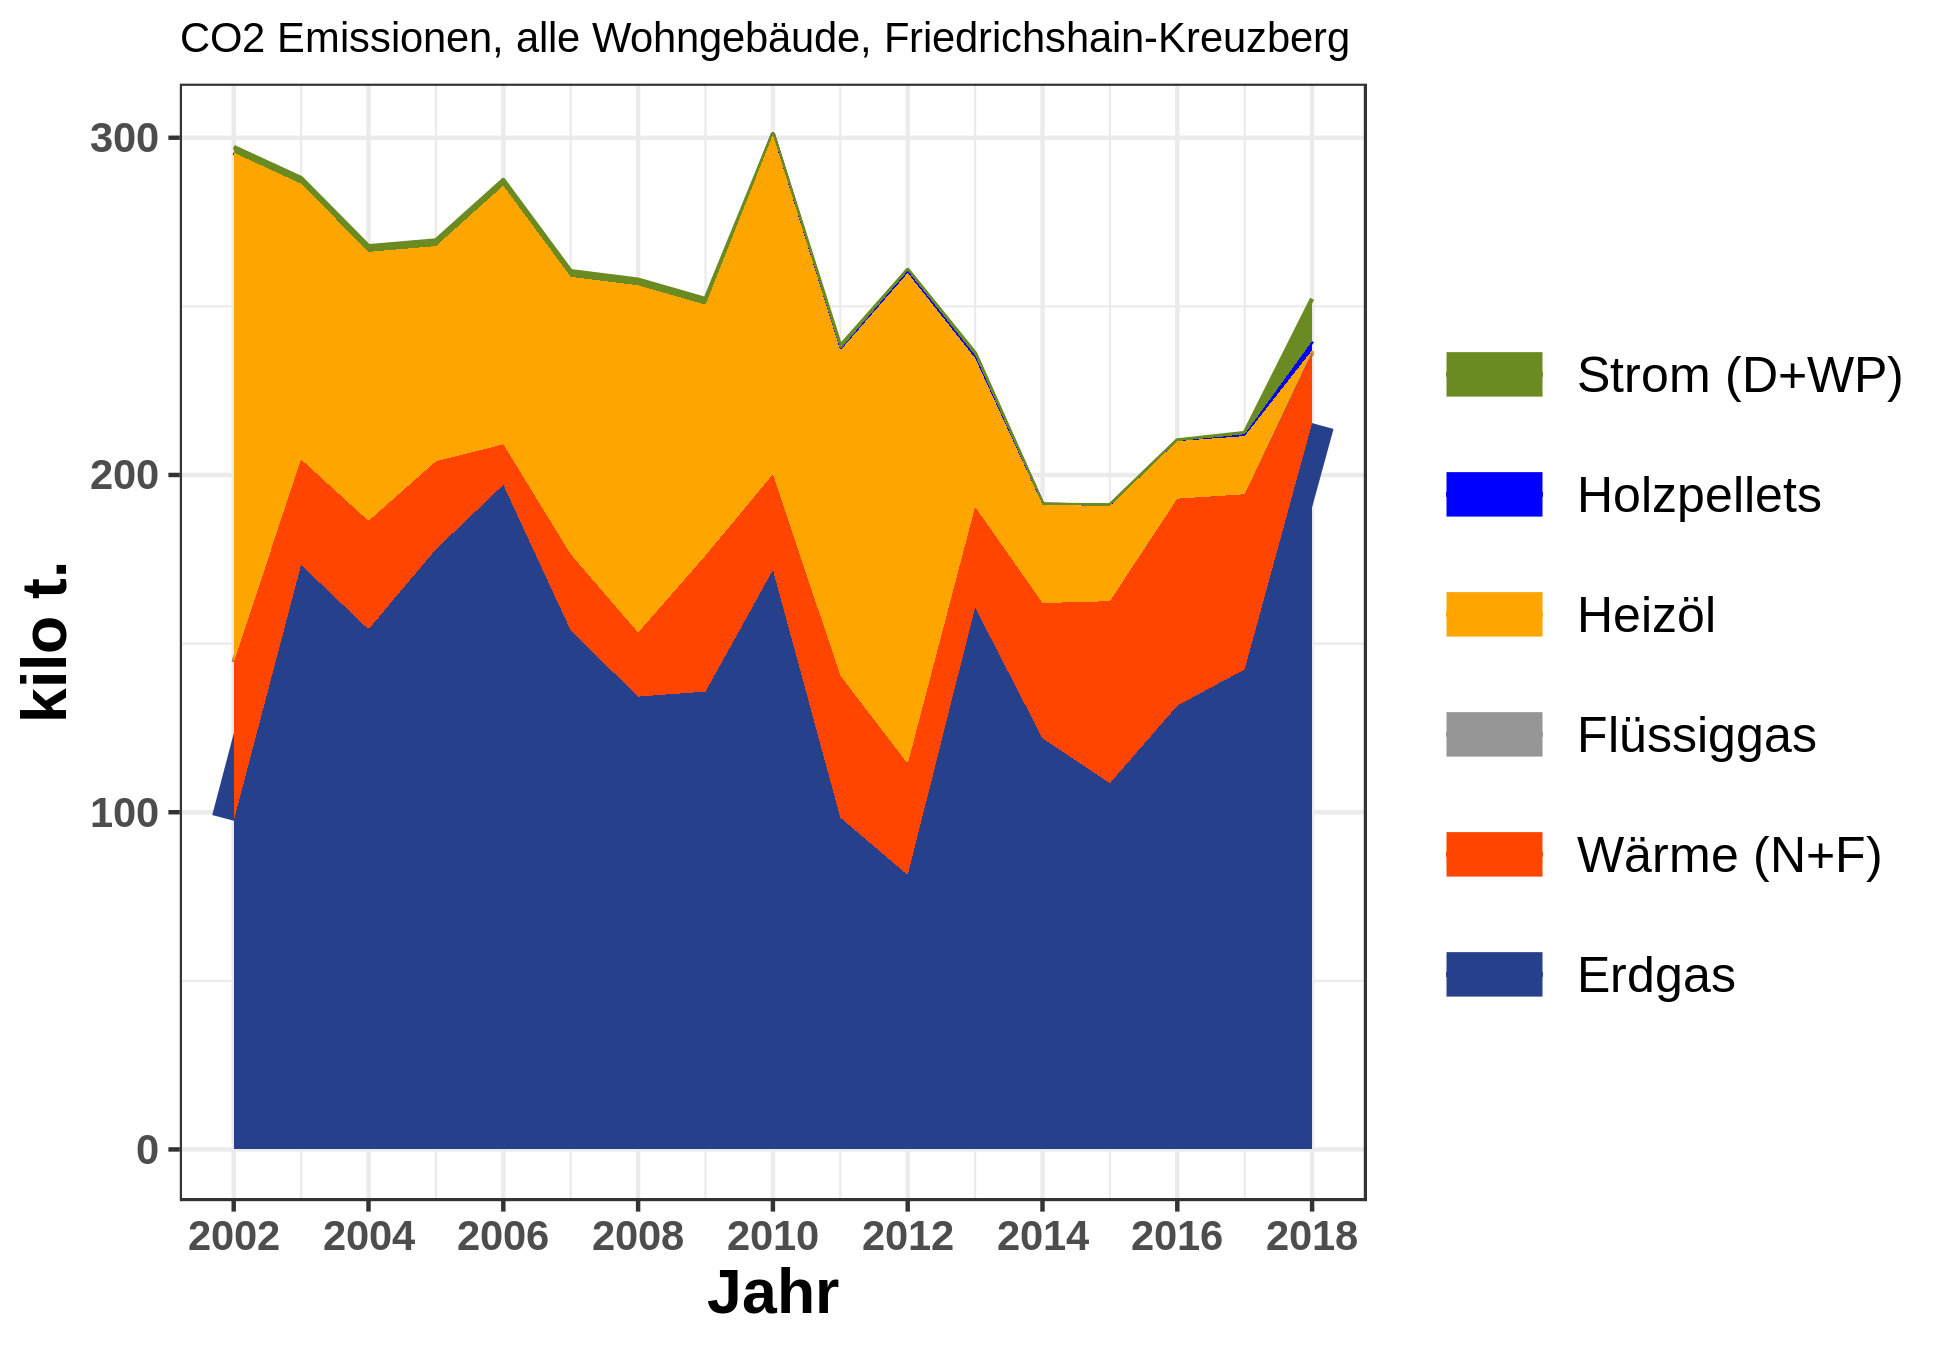 CO2 Emissionen, alle Wohngebäude, Friedrichshain-Kreuzberg
300
200
100
0
kilo t.
2002 2004 2006 2008 2010 2012 2014 2016 2018
Jahr
Strom (D+WP)
Holzpellets
Heizöl
Flüssiggas
Wärme (N+F)
Erdgas